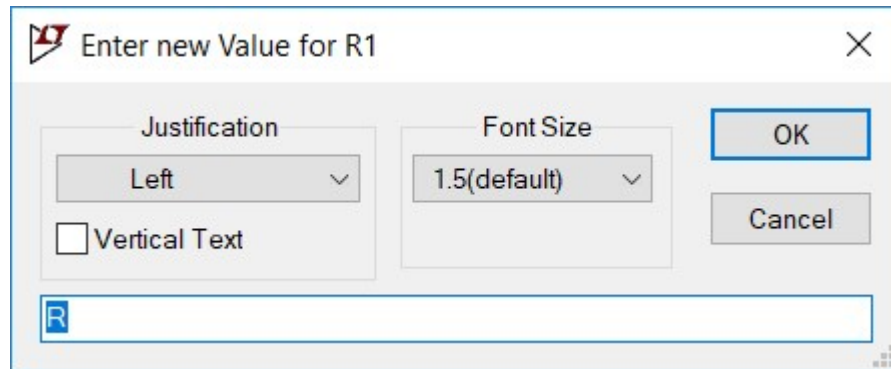 Enter new Value for R1
Justification
Font Size
OK
Left
1.5(default)
Vertical Text
Cancel
R